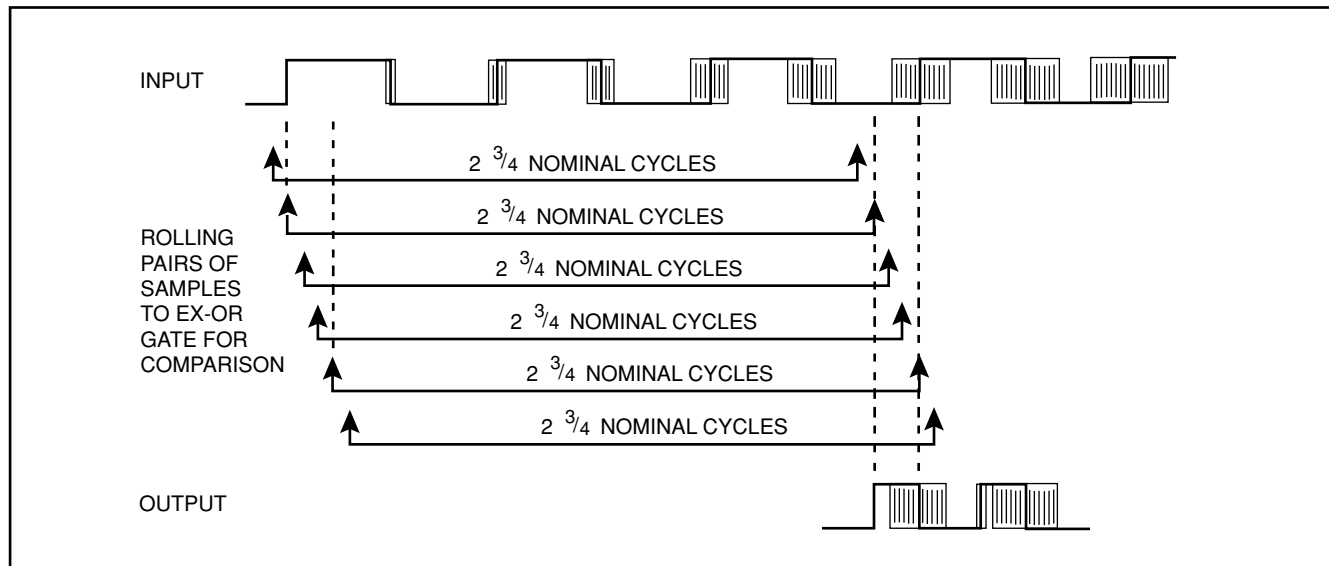 INPUT
2 3/4 NOMINAL CYCLES
2 3/4 NOMINAL CYCLES
ROLLING
PAIRS OF
SAMPLES
TO EX-OR
GATE FOR
COMPARISON
2 3/4 NOMINAL CYCLES
2 3/4 NOMINAL CYCLES
2 3/4 NOMINAL CYCLES
2 3/4 NOMINAL CYCLES
OUTPUT